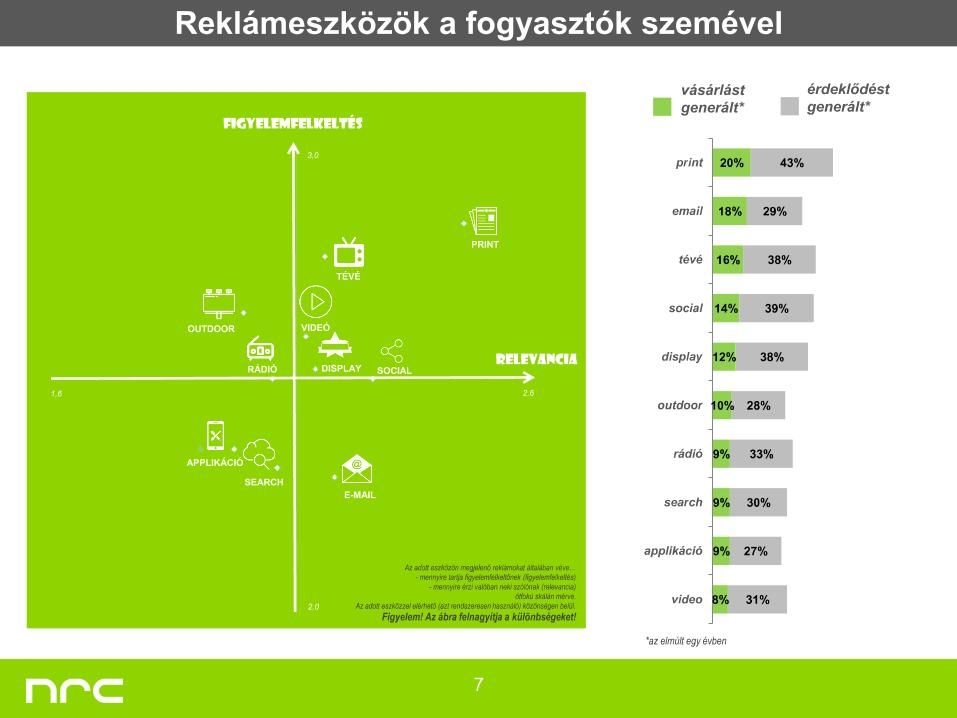 Reklámeszközök a fogyasztók szemével
FIGYELEMFELKELTÉS
3,0
PRINT
TÉVÉ
OUTDOOR
VIDEÓ
RÁDIÓ
DISPLAY
SOCIAL
RELEVANCIA
1,6
2,6
APPLIKÁCIÓ
SEARCH
E-MAIL
Az adott eszközön megjelenő reklámokat általában véve…
- mennyire tartja figyelemfelkeltőnek (figyelemfelkeltés)
- mennyire érzi valóban neki szólónak (relevancia)
ötfokú skálán mérve.
Az adott eszközzel elérhető (azt rendszeresen használó) közönségen belül.
2,0
Figyelem! Az ábra felnagyítja a különbségeket!
vásárlást
generált*
érdeklődést
generált*
print 20% 43%
email 18% 29%
tévé 16% 38%
social 14% 39%
display 12% 38%
outdoor 10% 28%
rádió 9% 33%
search 9% 30%
applikáció 9% 27%
video 8% 31%
*az elmúlt egy évben
nrc
7